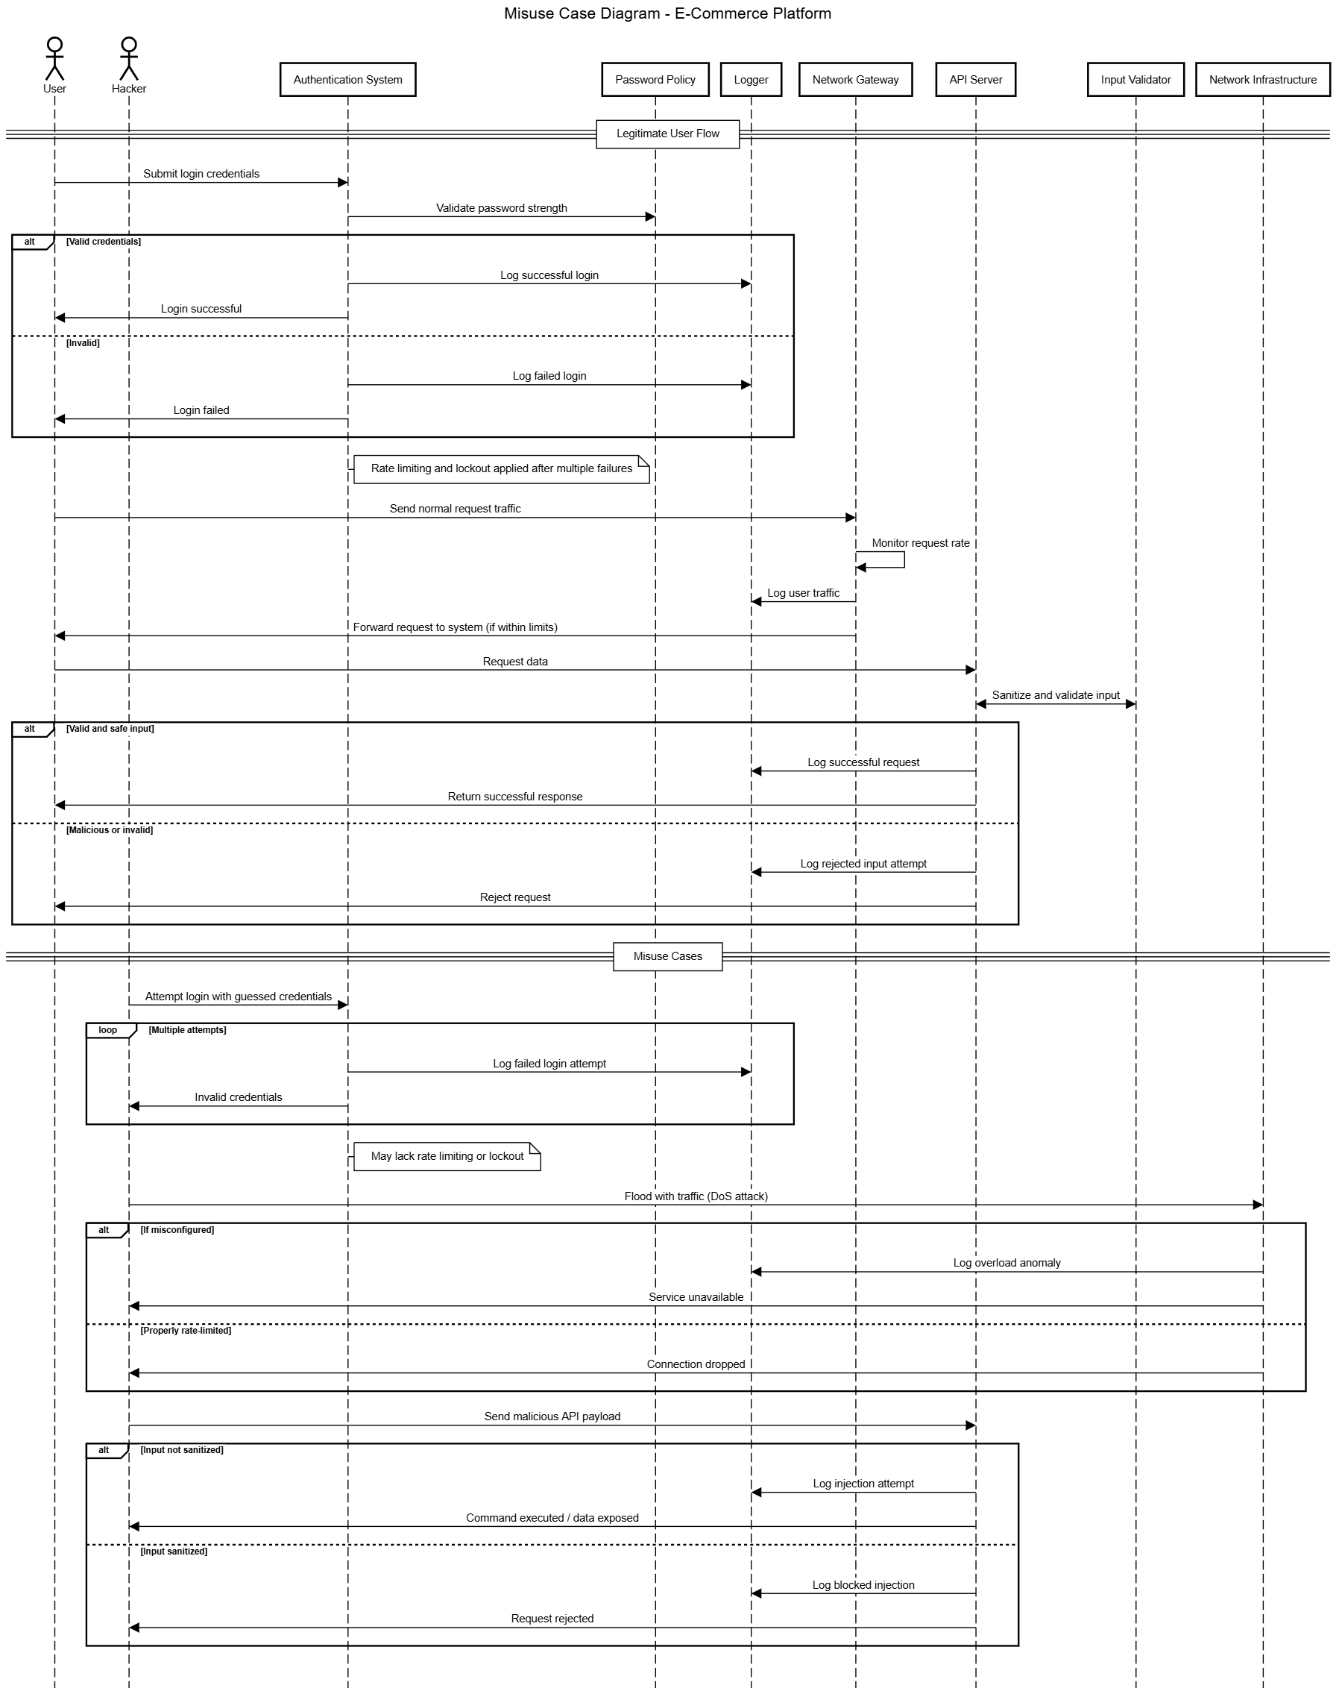 Misuse Case Diagram - E-Commerce Platform
User
Hacker
Authentication System
Password Policy
Logger
Network Gateway
API Server
Input Validator
Network Infrastructure
Legitimate User Flow
Submit login credentials
Validate password strength
alt
[Valid credentials]
Log successful login
Login successful
[Invalid]
Log failed login
Login failed
Rate limiting and lockout applied after multiple failures
Send normal request traffic
Monitor request rate
Log user traffic
Forward request to system (if within limits)
Request data
Sanitize and validate input
alt
[Valid and safe input]
Log successful request
Return successful response
[Malicious or invalid]
Log rejected input attempt
Reject request
Misuse Cases
Attempt login with guessed credentials
loop
[Multiple attempts]
Log failed login attempt
Invalid credentials
May lack rate limiting or lockout
Flood with traffic (DoS attack)
alt
[If misconfigured]
Log overload anomaly
Service unavailable
[Properly rate-limited]
Connection dropped
Send malicious API payload
alt
[Input not sanitized]
Log injection attempt
Command executed / data exposed
[Input sanitized]
Log blocked injection
Request rejected